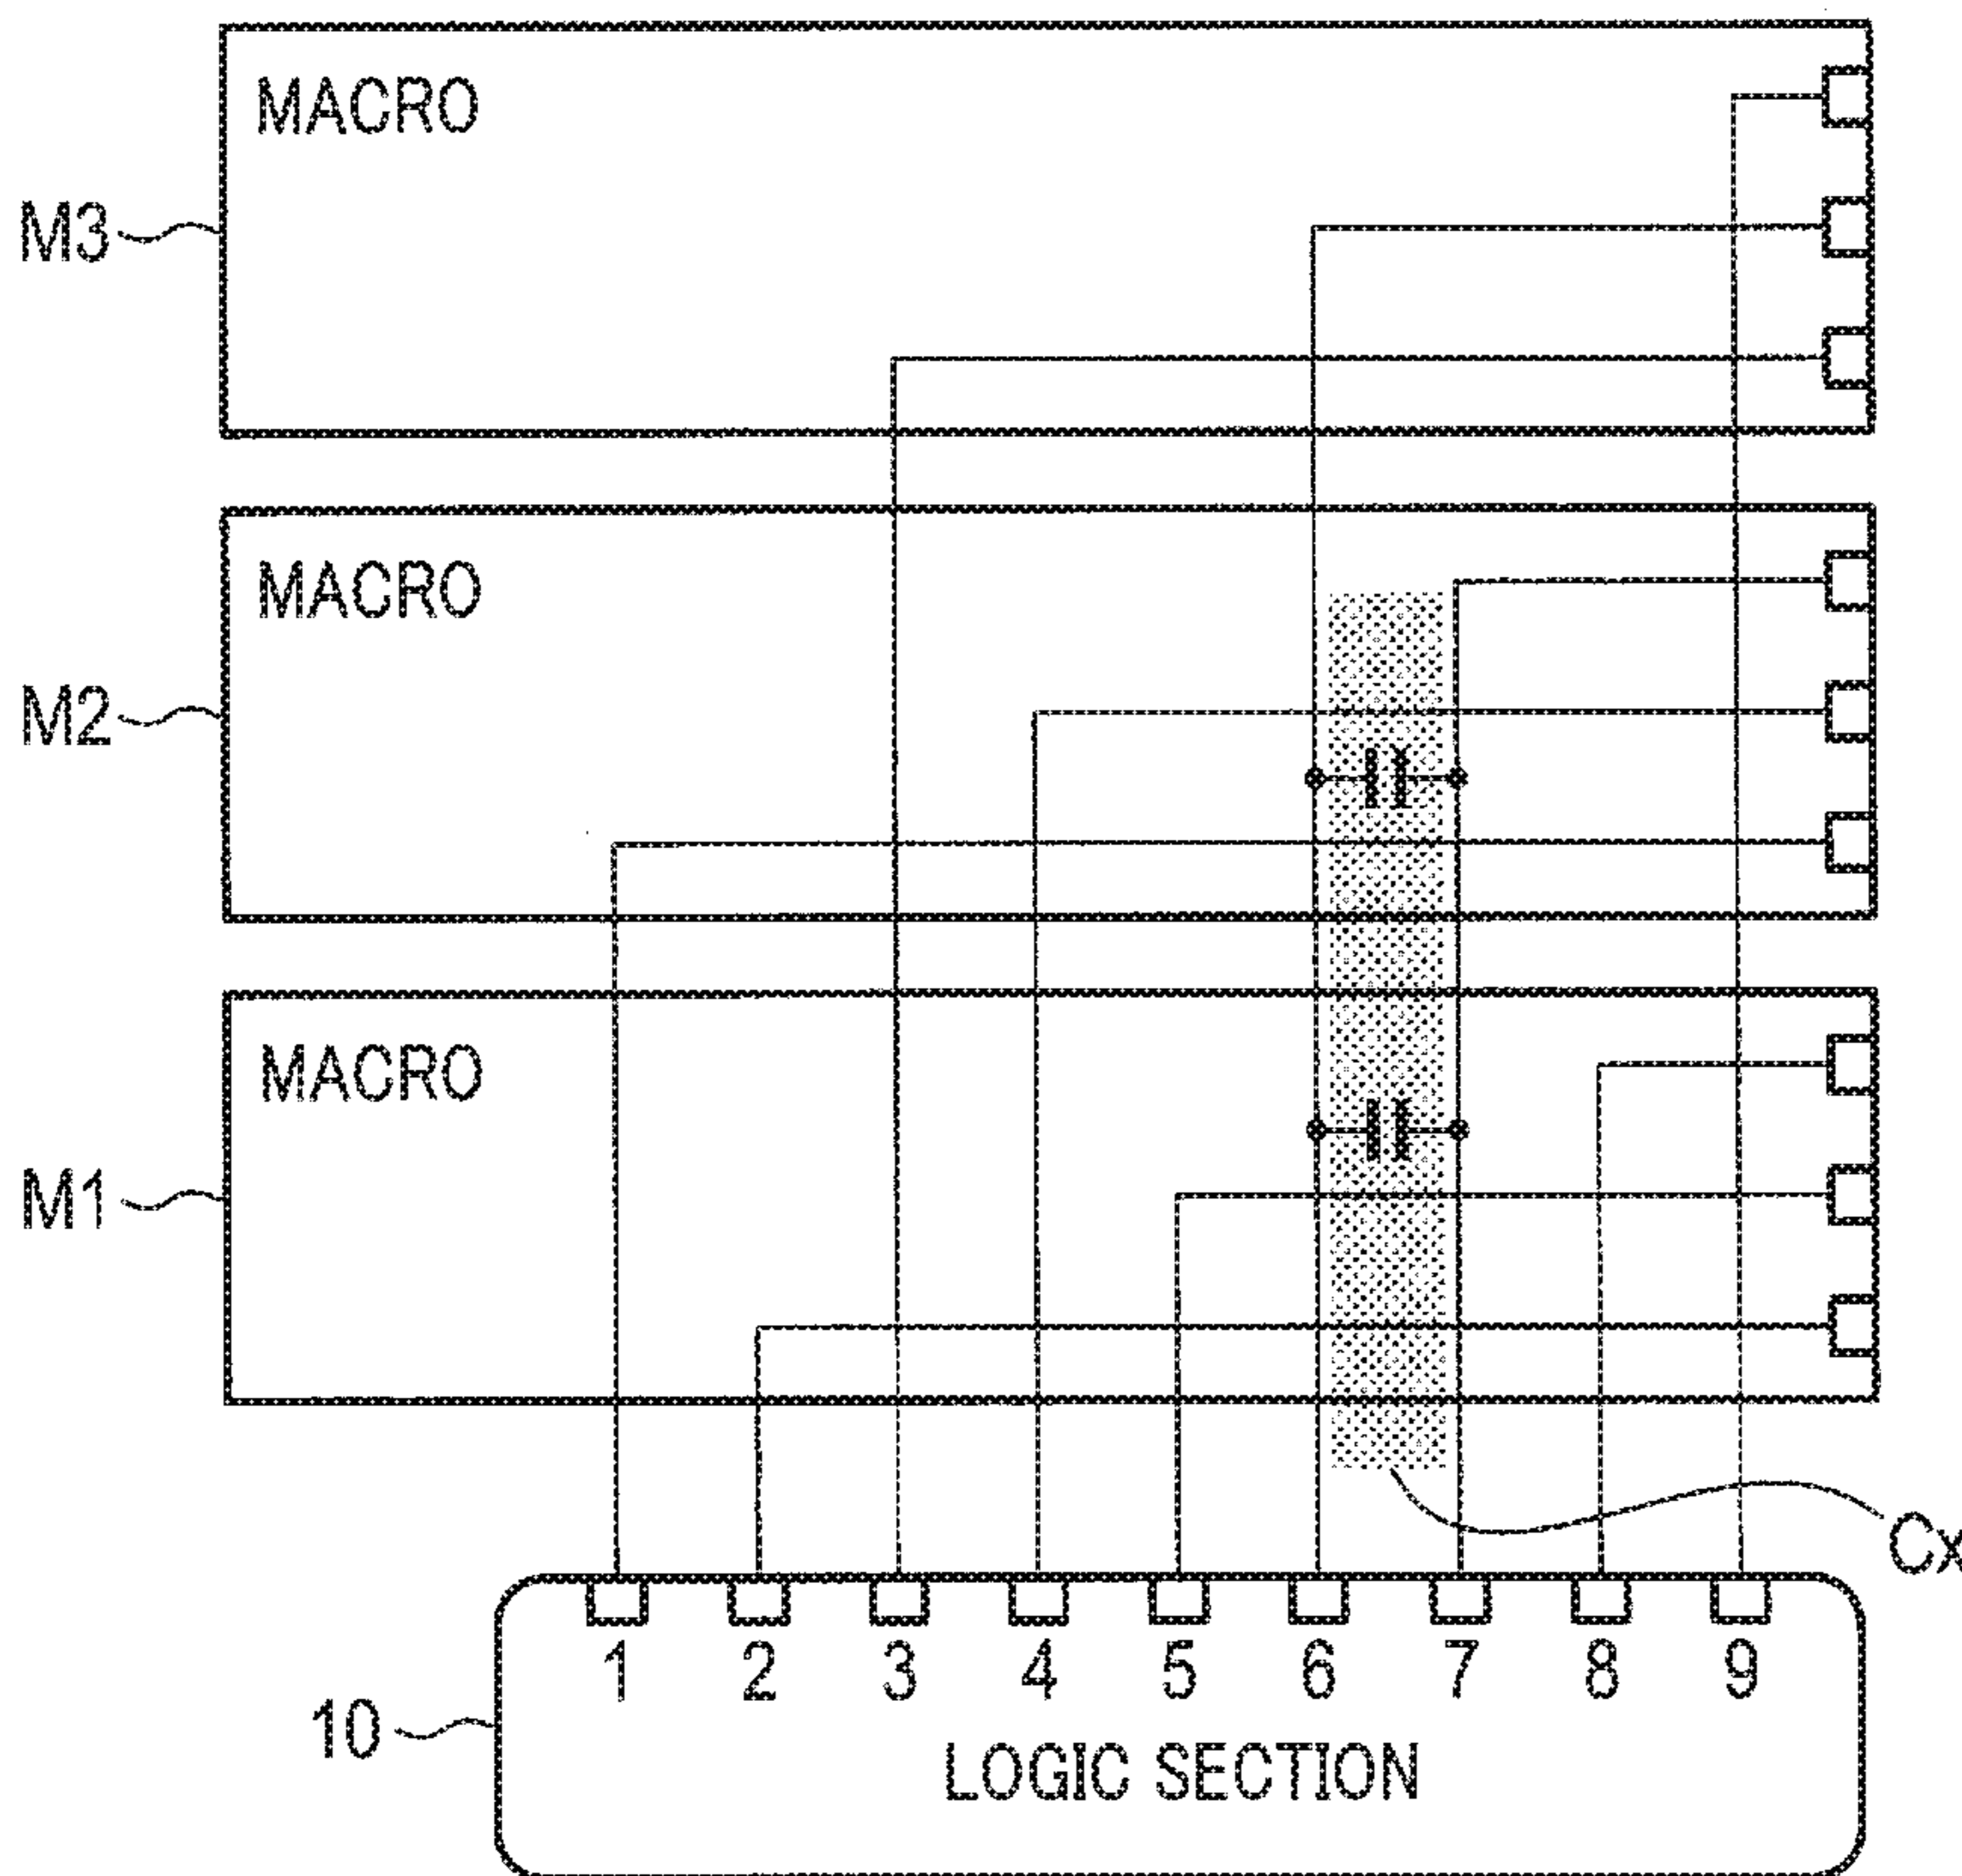 MACRO
M3
MACRO
M2
MACRO
M1
Cx
1 2 3 4 5 6 7 8 9
10
LOGIC SECTION